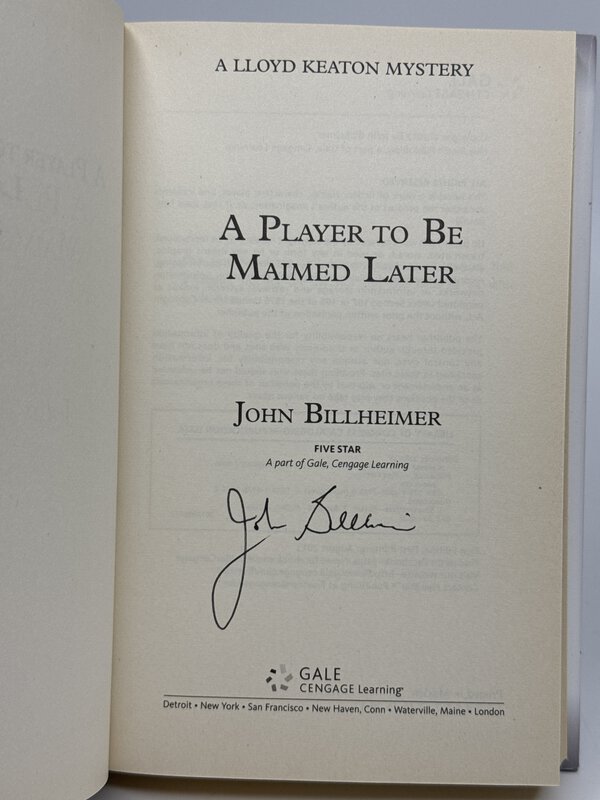 A LLOYD KEATON MYSTERY
A PLAYER TO BE
MAIMED LATER
JOHN BILLHEIMER
FIVE STAR
A part of Gale, Cengage Learning
John Billheimer
GALE
CENGAGE Learning
Detroit • New York • San Francisco • New Haven, Conn • Waterville, Maine • London